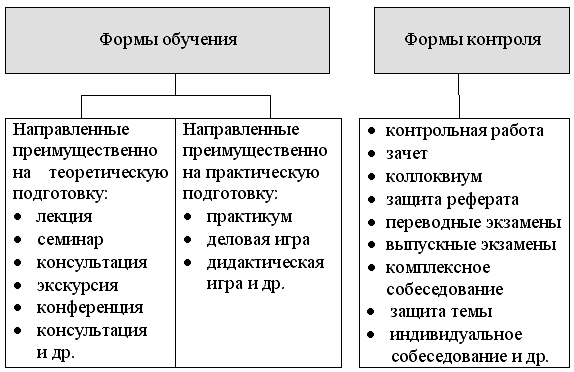 Формы обучения
Формы контроля
Направленные
преимущественно
на теоретическую
подготовку:
• лекция
• семинар
• консультация
• экскурсия
• конференция
• консультация
и др.
Направленные
преимущественно
на практическую
подготовку:
• практикум
• деловая игра
• дидактическая
игра и др.
• контрольная работа
• зачет
• коллоквиум
• защита реферата
• переводные экзамены
• выпускные экзамены
• комплексное
собеседование
• защита темы
• индивидуальное
собеседование и др.